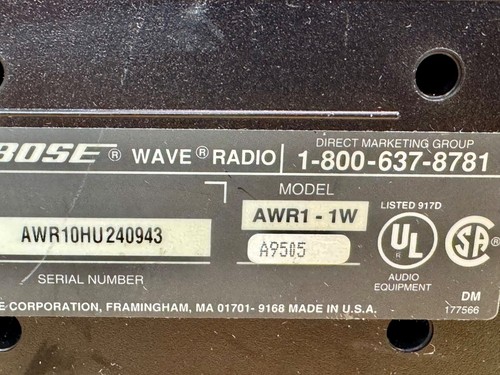 BOSE® WAVE® RADIO
DIRECT MARKETING GROUP
1-800-637-8781
MODEL
AWR1 - 1W
A9505
AWR10HU240943
SERIAL NUMBER
LISTED 917D
UL
SA
AUDIO
EQUIPMENT
CORPORATION, FRAMINGHAM, MA 01701- 9168 MADE IN U.S.A.
DM
177566